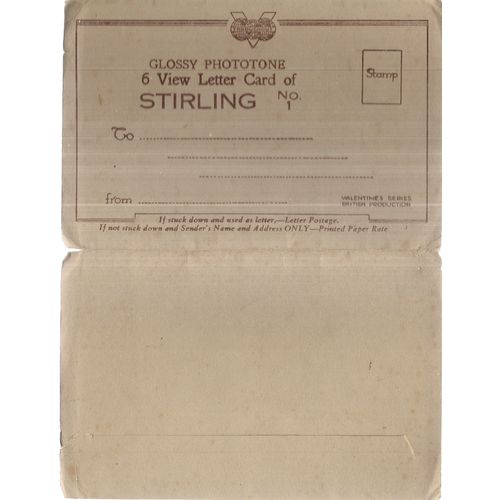 GLOSSY PHOTOTONE
6 View Letter Card of
STIRLING No. 1
Stamp
To
from
VALENTINE'S SERIES
BRITISH PRODUCTION
If stuck down and used as letter,—Letter Postage.
If not stuck down and Sender's Name and Address ONLY—Printed Paper Rate